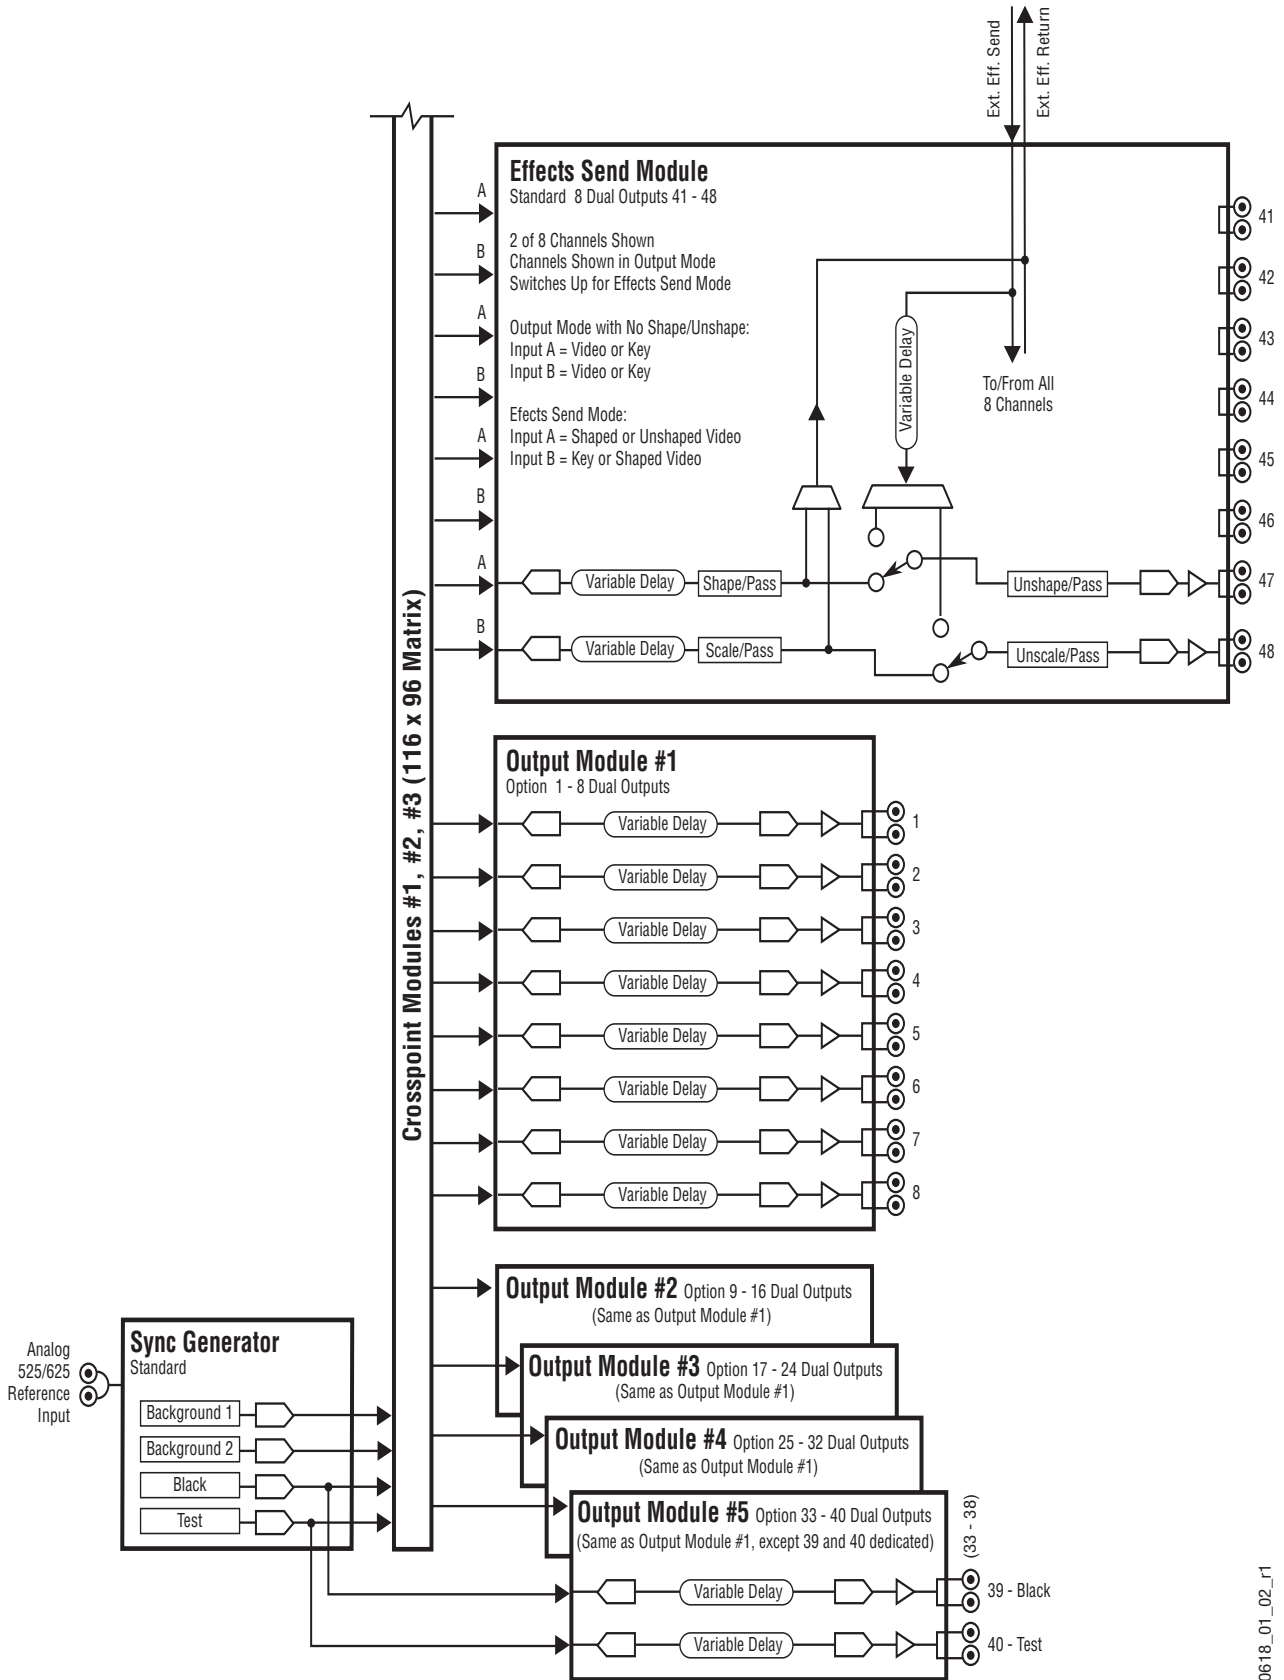 Ext. Eff. Send
Ext. Eff. Return
Crosspoint Modules #1, #2, #3 (116 x 96 Matrix)
Effects Send Module
Standard 8 Dual Outputs 41 - 48
2 of 8 Channels Shown
Channels Shown in Output Mode
Switches Up for Effects Send Mode
Output Mode with No Shape/Unshape:
Input A = Video or Key
Input B = Video or Key
Efects Send Mode:
Input A = Shaped or Unshaped Video
Input B = Key or Shaped Video
A
B
A
B
A
B
A
B
Variable Delay
To/From All
8 Channels
Variable Delay
Shape/Pass
Unshape/Pass
Variable Delay
Scale/Pass
Unscale/Pass
41
42
43
44
45
46
47
48
Output Module #1
Option 1 - 8 Dual Outputs
Variable Delay
1
Variable Delay
2
Variable Delay
3
Variable Delay
4
Variable Delay
5
Variable Delay
6
Variable Delay
7
Variable Delay
8
Output Module #2 Option 9 - 16 Dual Outputs
(Same as Output Module #1)
Output Module #3 Option 17 - 24 Dual Outputs
(Same as Output Module #1)
Output Module #4 Option 25 - 32 Dual Outputs
(Same as Output Module #1)
Output Module #5 Option 33 - 40 Dual Outputs
(Same as Output Module #1, except 39 and 40 dedicated)
(33 - 38)
Variable Delay
39 - Black
Variable Delay
40 - Test
Analog
525/625
Reference
Input
Sync Generator
Standard
Background 1
Background 2
Black
Test
0618_01_02_r1